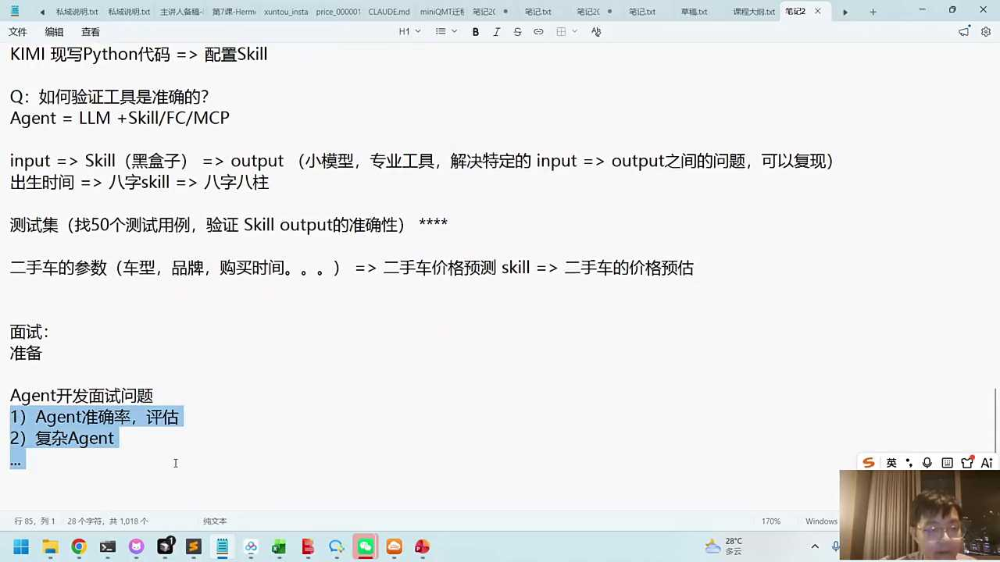 私域说明.txt 私域说明.txt 主讲人备稿- 第7课-Herme xuntou_insta price_000001 CLAUDE.md miniQMT迁移 笔记20 笔记.txt 笔记20 笔记.txt 草稿.txt 课程大纲.txt 笔记2
文件 编辑 查看 H1 B I S
KIMI 现写Python代码 => 配置Skill
Q：如何验证工具是准确的？
Agent = LLM +Skill/FC/MCP
input => Skill（黑盒子） => output （小模型，专业工具，解决特定的 input => output之间的问题，可以复现）
出生时间 => 八字skill => 八字八柱
测试集（找50个测试用例，验证 Skill output的准确性） ****
二手车的参数（车型，品牌，购买时间。。。） => 二手车价格预测 skill => 二手车的价格预估
面试：
准备
Agent开发面试问题
1）Agent准确率，评估
2）复杂Agent
...
英
行 85，列 1 28 个字符，共 1,018 个 纯文本 170% Windows
28°C
多云